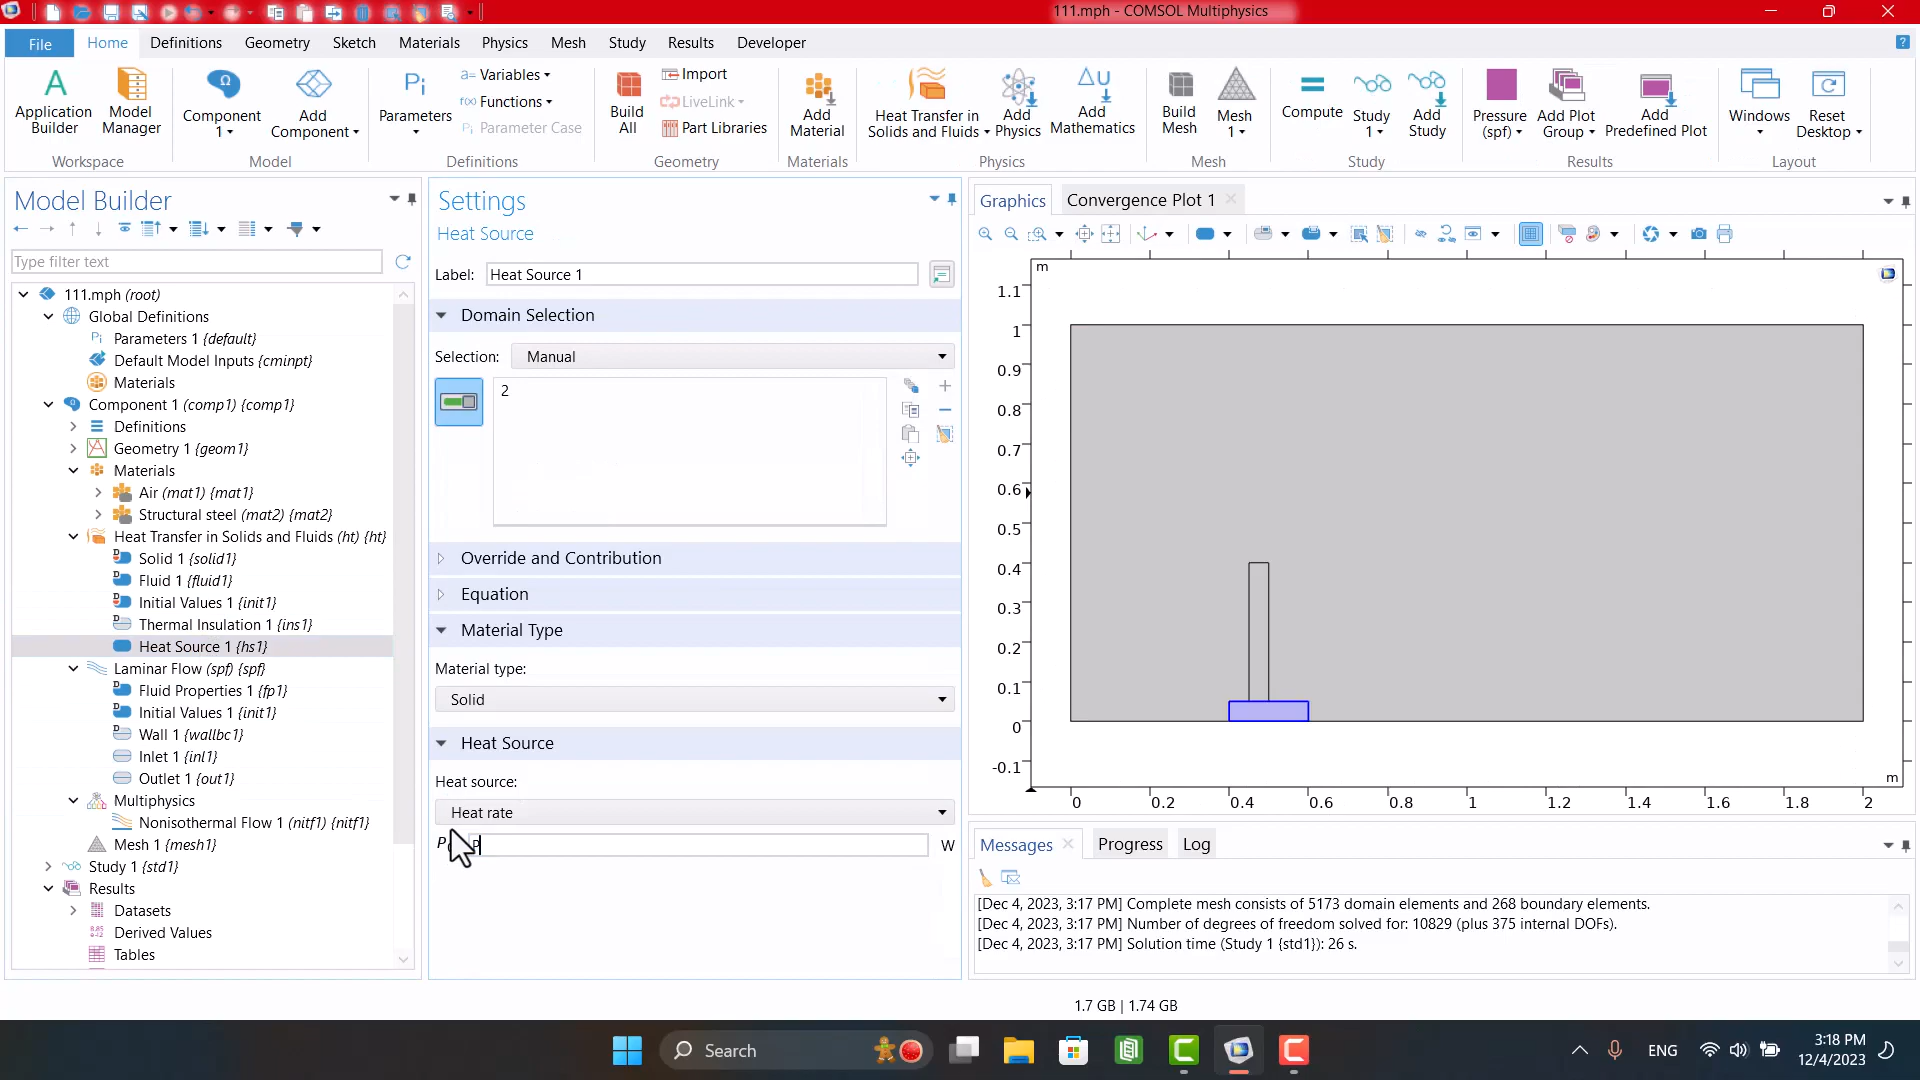 111.mph - COMSOL Multiphysics
File Home Definitions Geometry Sketch Materials Physics Mesh Study Results Developer
Application Builder
Model Manager
Workspace
Component 1
Add Component
Model
Pi
Parameters
a= Variables
f(x) Functions
Pi Parameter Case
Definitions
Build All
Import
LiveLink
Part Libraries
Geometry
Add Material
Materials
Heat Transfer in Solids and Fluids
Add Physics
Add Mathematics
Physics
Build Mesh
Mesh 1
Mesh
Compute
Study 1
Add Study
Study
Pressure (spf)
Add Plot Group
Add Predefined Plot
Results
Windows
Reset Desktop
Layout
Model Builder
Type filter text
111.mph (root)
Global Definitions
Pi Parameters 1 {default}
Default Model Inputs {cminpt}
Materials
Component 1 (comp1) {comp1}
Definitions
Geometry 1 {geom1}
Materials
Air (mat1) {mat1}
Structural steel (mat2) {mat2}
Heat Transfer in Solids and Fluids (ht) {ht}
Solid 1 {solid1}
Fluid 1 {fluid1}
Initial Values 1 {init1}
Thermal Insulation 1 {ins1}
Heat Source 1 {hs1}
Laminar Flow (spf) {spf}
Fluid Properties 1 {fp1}
Initial Values 1 {init1}
Wall 1 {wallbc1}
Inlet 1 {inl1}
Outlet 1 {out1}
Multiphysics
Nonisothermal Flow 1 (nitf1) {nitf1}
Mesh 1 {mesh1}
Study 1 {std1}
Results
Datasets
Derived Values
Tables
Settings
Heat Source
Label: Heat Source 1
Domain Selection
Selection: Manual
2
Override and Contribution
Equation
Material Type
Material type:
Solid
Heat Source
Heat source:
Heat rate
P W
Graphics Convergence Plot 1
m
1.1
1
0.9
0.8
0.7
0.6
0.5
0.4
0.3
0.2
0.1
0
-0.1
m
0 0.2 0.4 0.6 0.8 1 1.2 1.4 1.6 1.8 2
Messages Progress Log
[Dec 4, 2023, 3:17 PM] Complete mesh consists of 5173 domain elements and 268 boundary elements.
[Dec 4, 2023, 3:17 PM] Number of degrees of freedom solved for: 10829 (plus 375 internal DOFs).
[Dec 4, 2023, 3:17 PM] Solution time (Study 1 {std1}): 26 s.
1.7 GB | 1.74 GB
Search
ENG
3:18 PM
12/4/2023